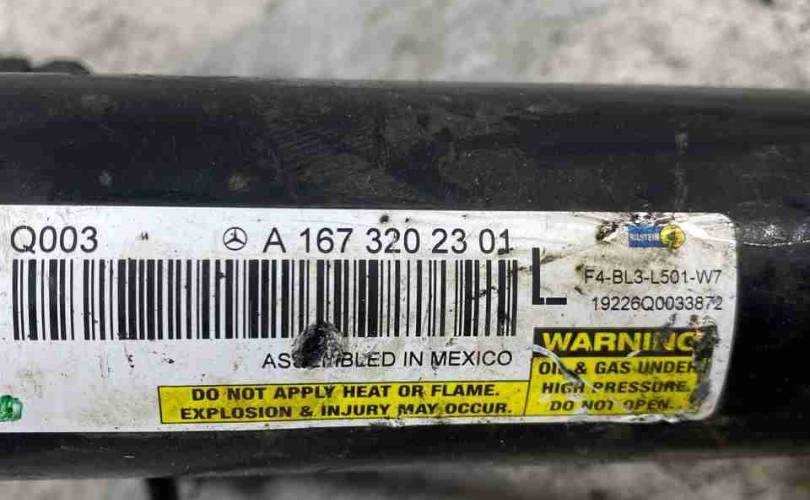 Q003 A 167 320 23 01
L
BILSTEIN
F4-BL3-L501-W7
19226Q0033872
ASSEMBLED IN MEXICO
WARNING
OIL & GAS UNDER
HIGH PRESSURE.
DO NOT OPEN.
DO NOT APPLY HEAT OR FLAME.
EXPLOSION & INJURY MAY OCCUR.